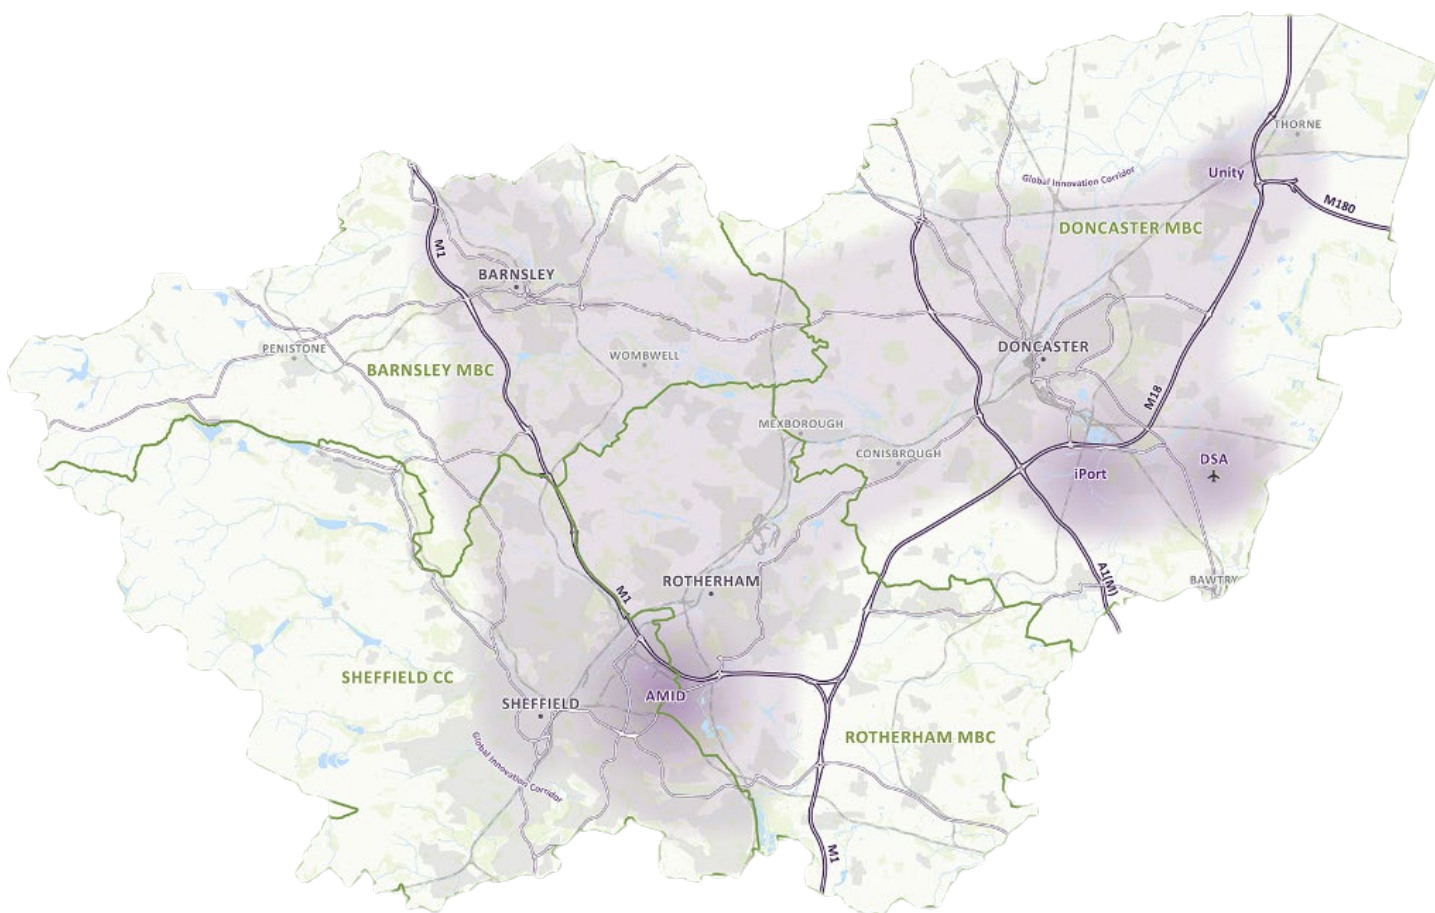 THORNE
Unity
Global Innovation Corridor
M180
DONCASTER MBC
M1
BARNSLEY
PENISTONE
WOMBWELL
DONCASTER
BARNSLEY MBC
M18
MEXBOROUGH
CONISBROUGH
DSA
iPort
A1(M)
BAWTRY
ROTHERHAM
M1
SHEFFIELD CC
AMID
SHEFFIELD
ROTHERHAM MBC
Global Innovation Corridor
M1